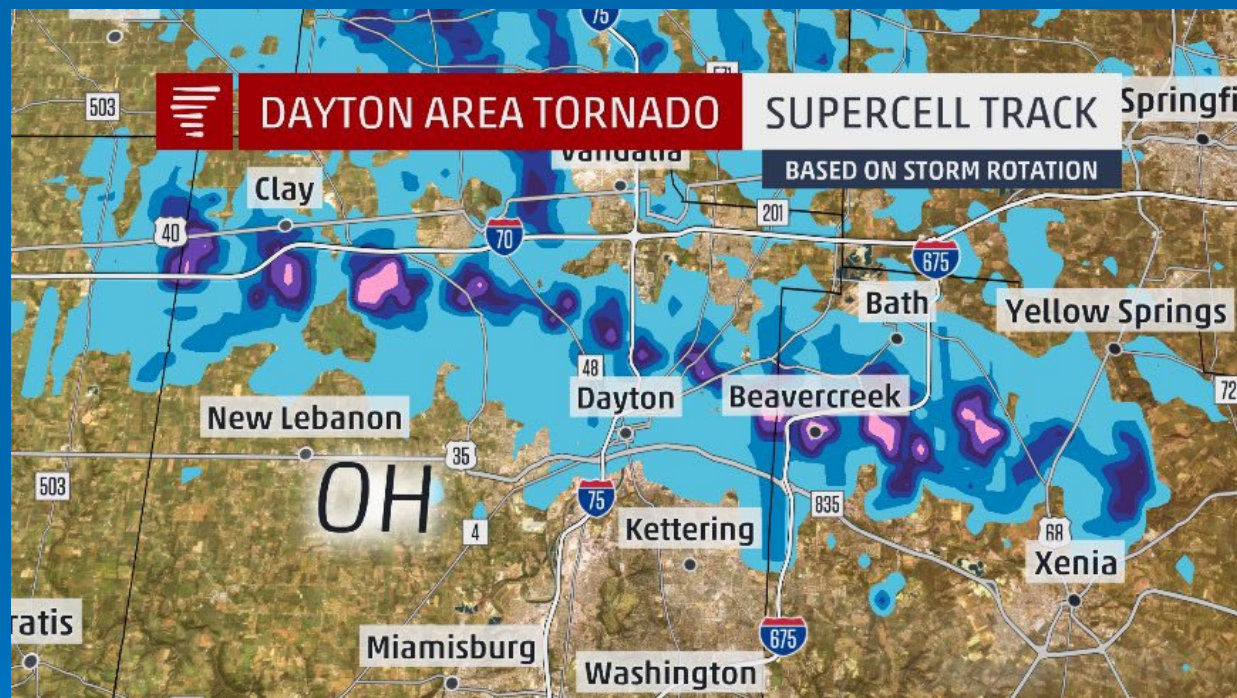 75
503
571
DAYTON AREA TORNADO
SUPERCELL TRACK
Springfi
Vandalia
BASED ON STORM ROTATION
Clay
201
40
70
675
Bath
Yellow Springs
48
72
Dayton
Beavercreek
New Lebanon
35
503
OH
75
835
4
Kettering
68
Xenia
ratis
Miamisburg
675
Washington